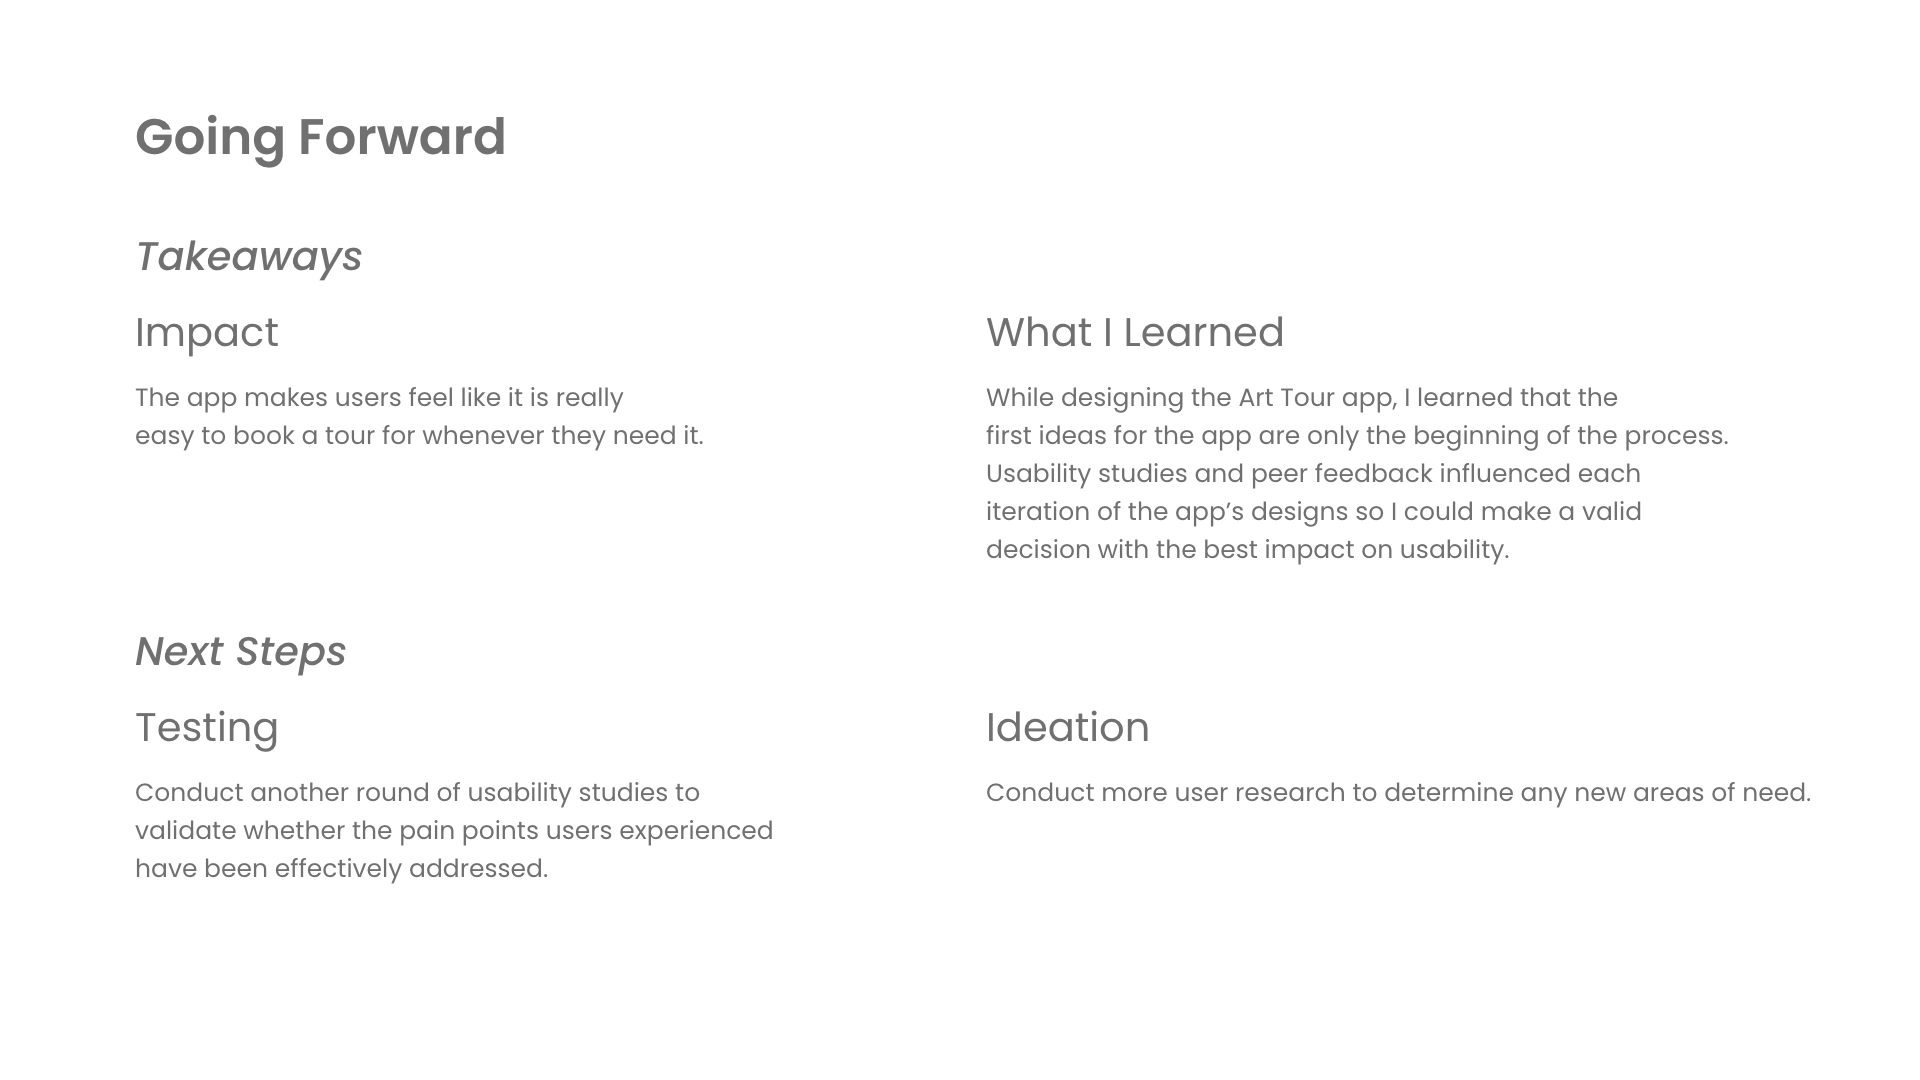 Going Forward
Takeaways
Impact
The app makes users feel like it is really
easy to book a tour for whenever they need it.
What I Learned
While designing the Art Tour app, I learned that the
first ideas for the app are only the beginning of the process.
Usability studies and peer feedback influenced each
iteration of the app’s designs so I could make a valid
decision with the best impact on usability.
Next Steps
Testing
Conduct another round of usability studies to
validate whether the pain points users experienced
have been effectively addressed.
Ideation
Conduct more user research to determine any new areas of need.